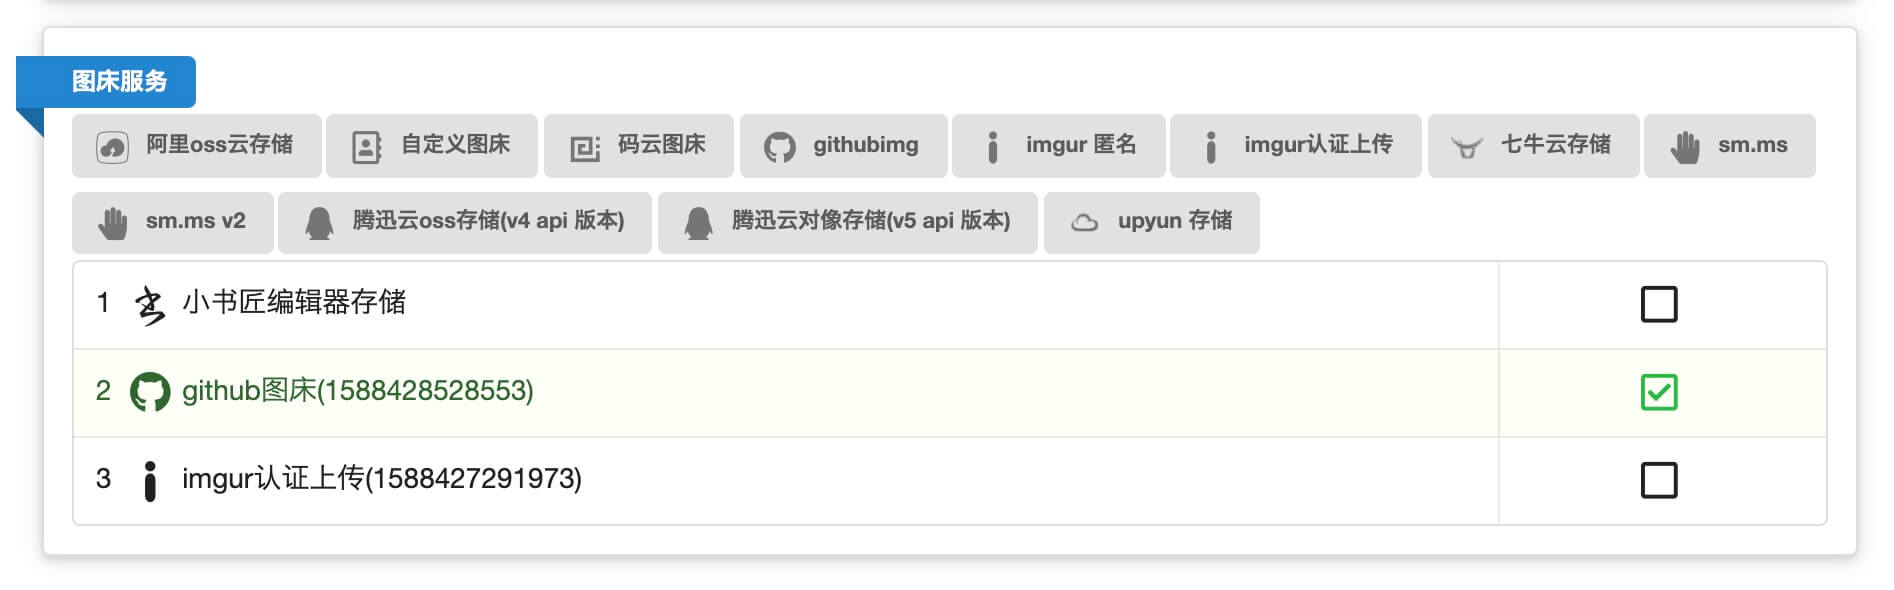 图床服务
阿里oss云存储 自定义图床 码云图床 githubimg imgur 匿名 imgur认证上传 七牛云存储 sm.ms
sm.ms v2 腾迅云oss存储(v4 api 版本) 腾迅云对像存储(v5 api 版本) upyun 存储
1 小书匠编辑器存储
2 github图床(1588428528553)
3 imgur认证上传(1588427291973)